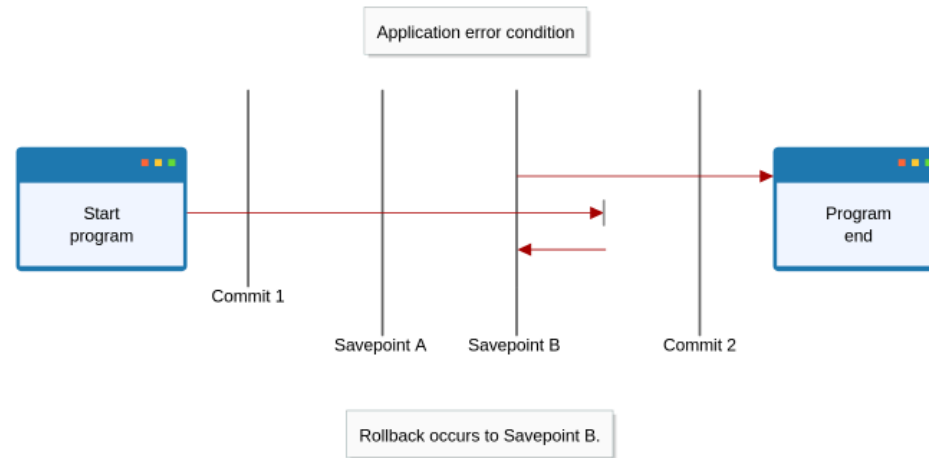 Application error condition
Start
program
Program
end
Commit 1
Savepoint A
Savepoint B
Commit 2
Rollback occurs to Savepoint B.